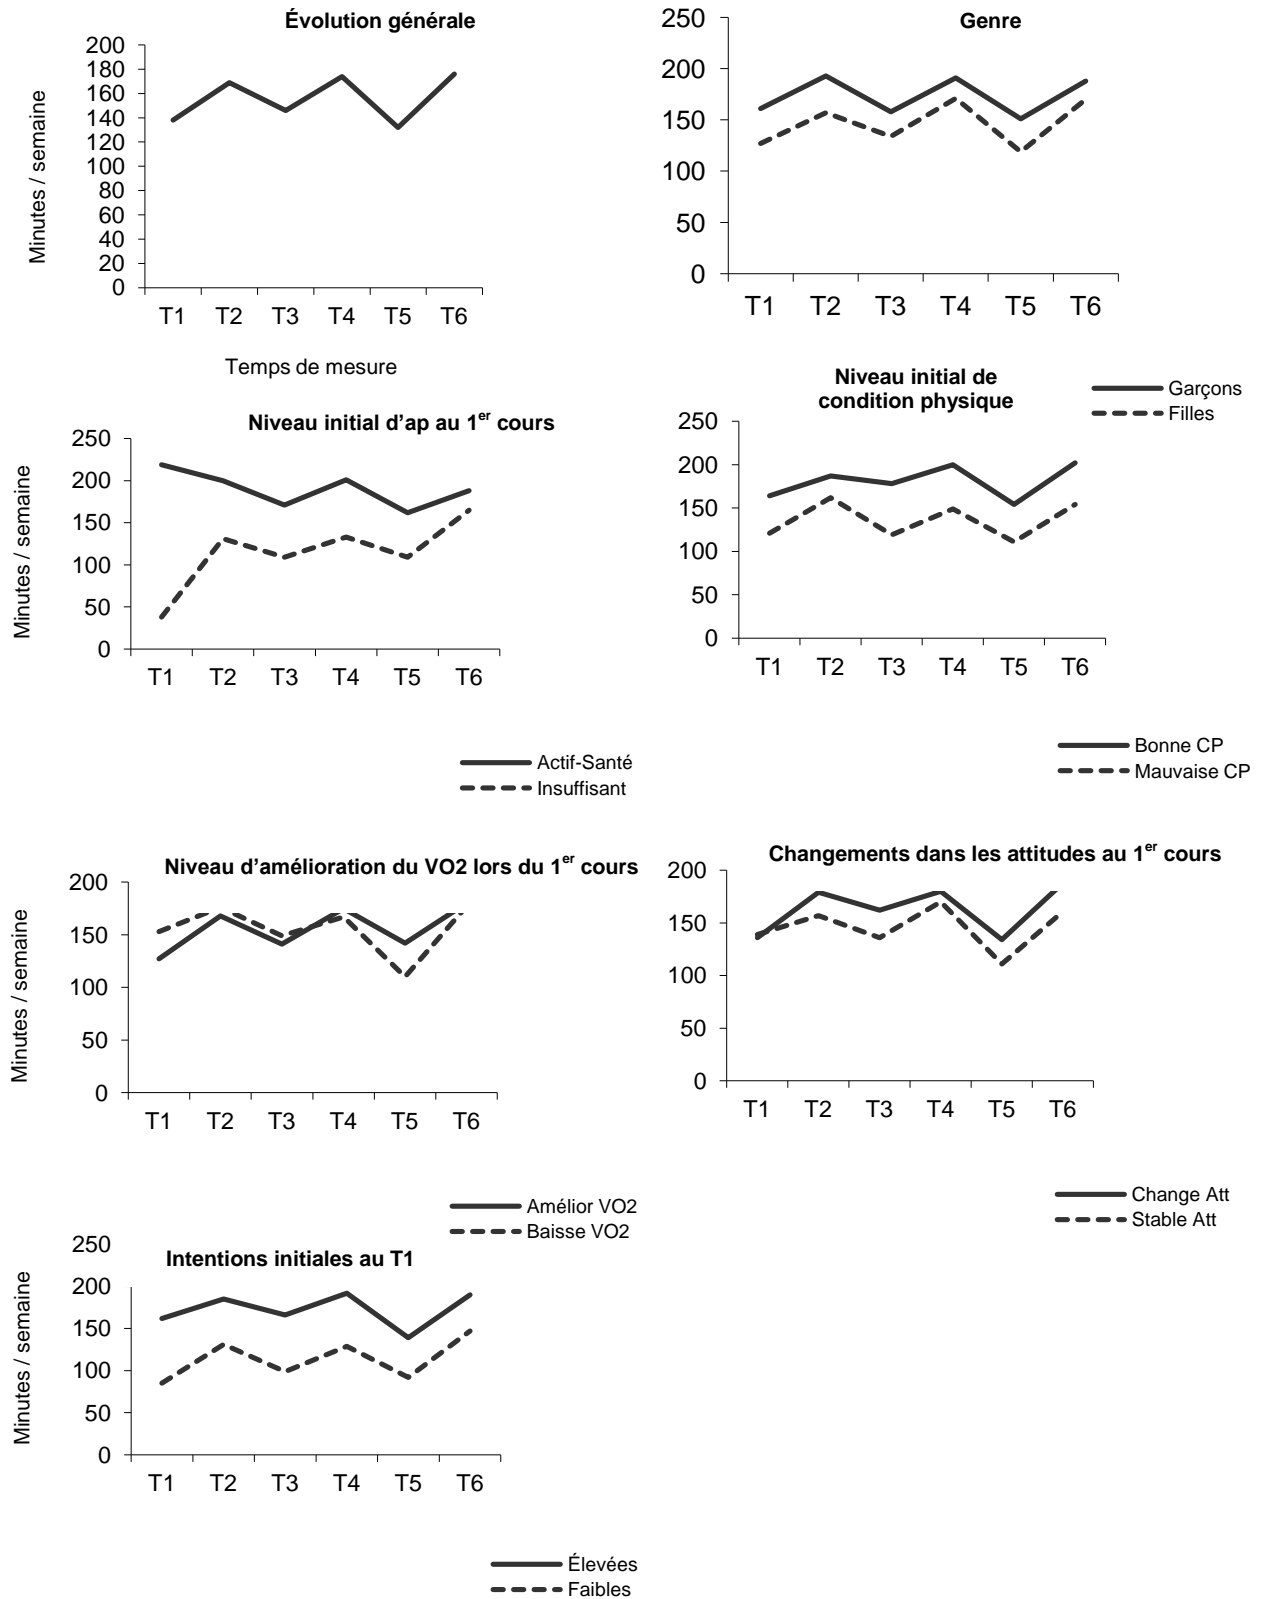 Évolution générale
200
180
160
140
120
100
80
60
40
20
0
Minutes / semaine
T1 T2 T3 T4 T5 T6
Temps de mesure
Genre
250
200
150
100
50
0
T1 T2 T3 T4 T5 T6
Garçons
Filles
Niveau initial d'ap au 1er cours
250
200
150
100
50
0
Minutes / semaine
T1 T2 T3 T4 T5 T6
Actif-Santé
Insuffisant
Niveau initial de
condition physique
250
200
150
100
50
0
T1 T2 T3 T4 T5 T6
Bonne CP
Mauvaise CP
Niveau d'amélioration du VO2 lors du 1er cours
200
150
100
50
0
Minutes / semaine
T1 T2 T3 T4 T5 T6
Amélior VO2
Baisse VO2
Changements dans les attitudes au 1er cours
200
150
100
50
0
T1 T2 T3 T4 T5 T6
Change Att
Stable Att
Intentions initiales au T1
250
200
150
100
50
0
Minutes / semaine
T1 T2 T3 T4 T5 T6
Élevées
Faibles